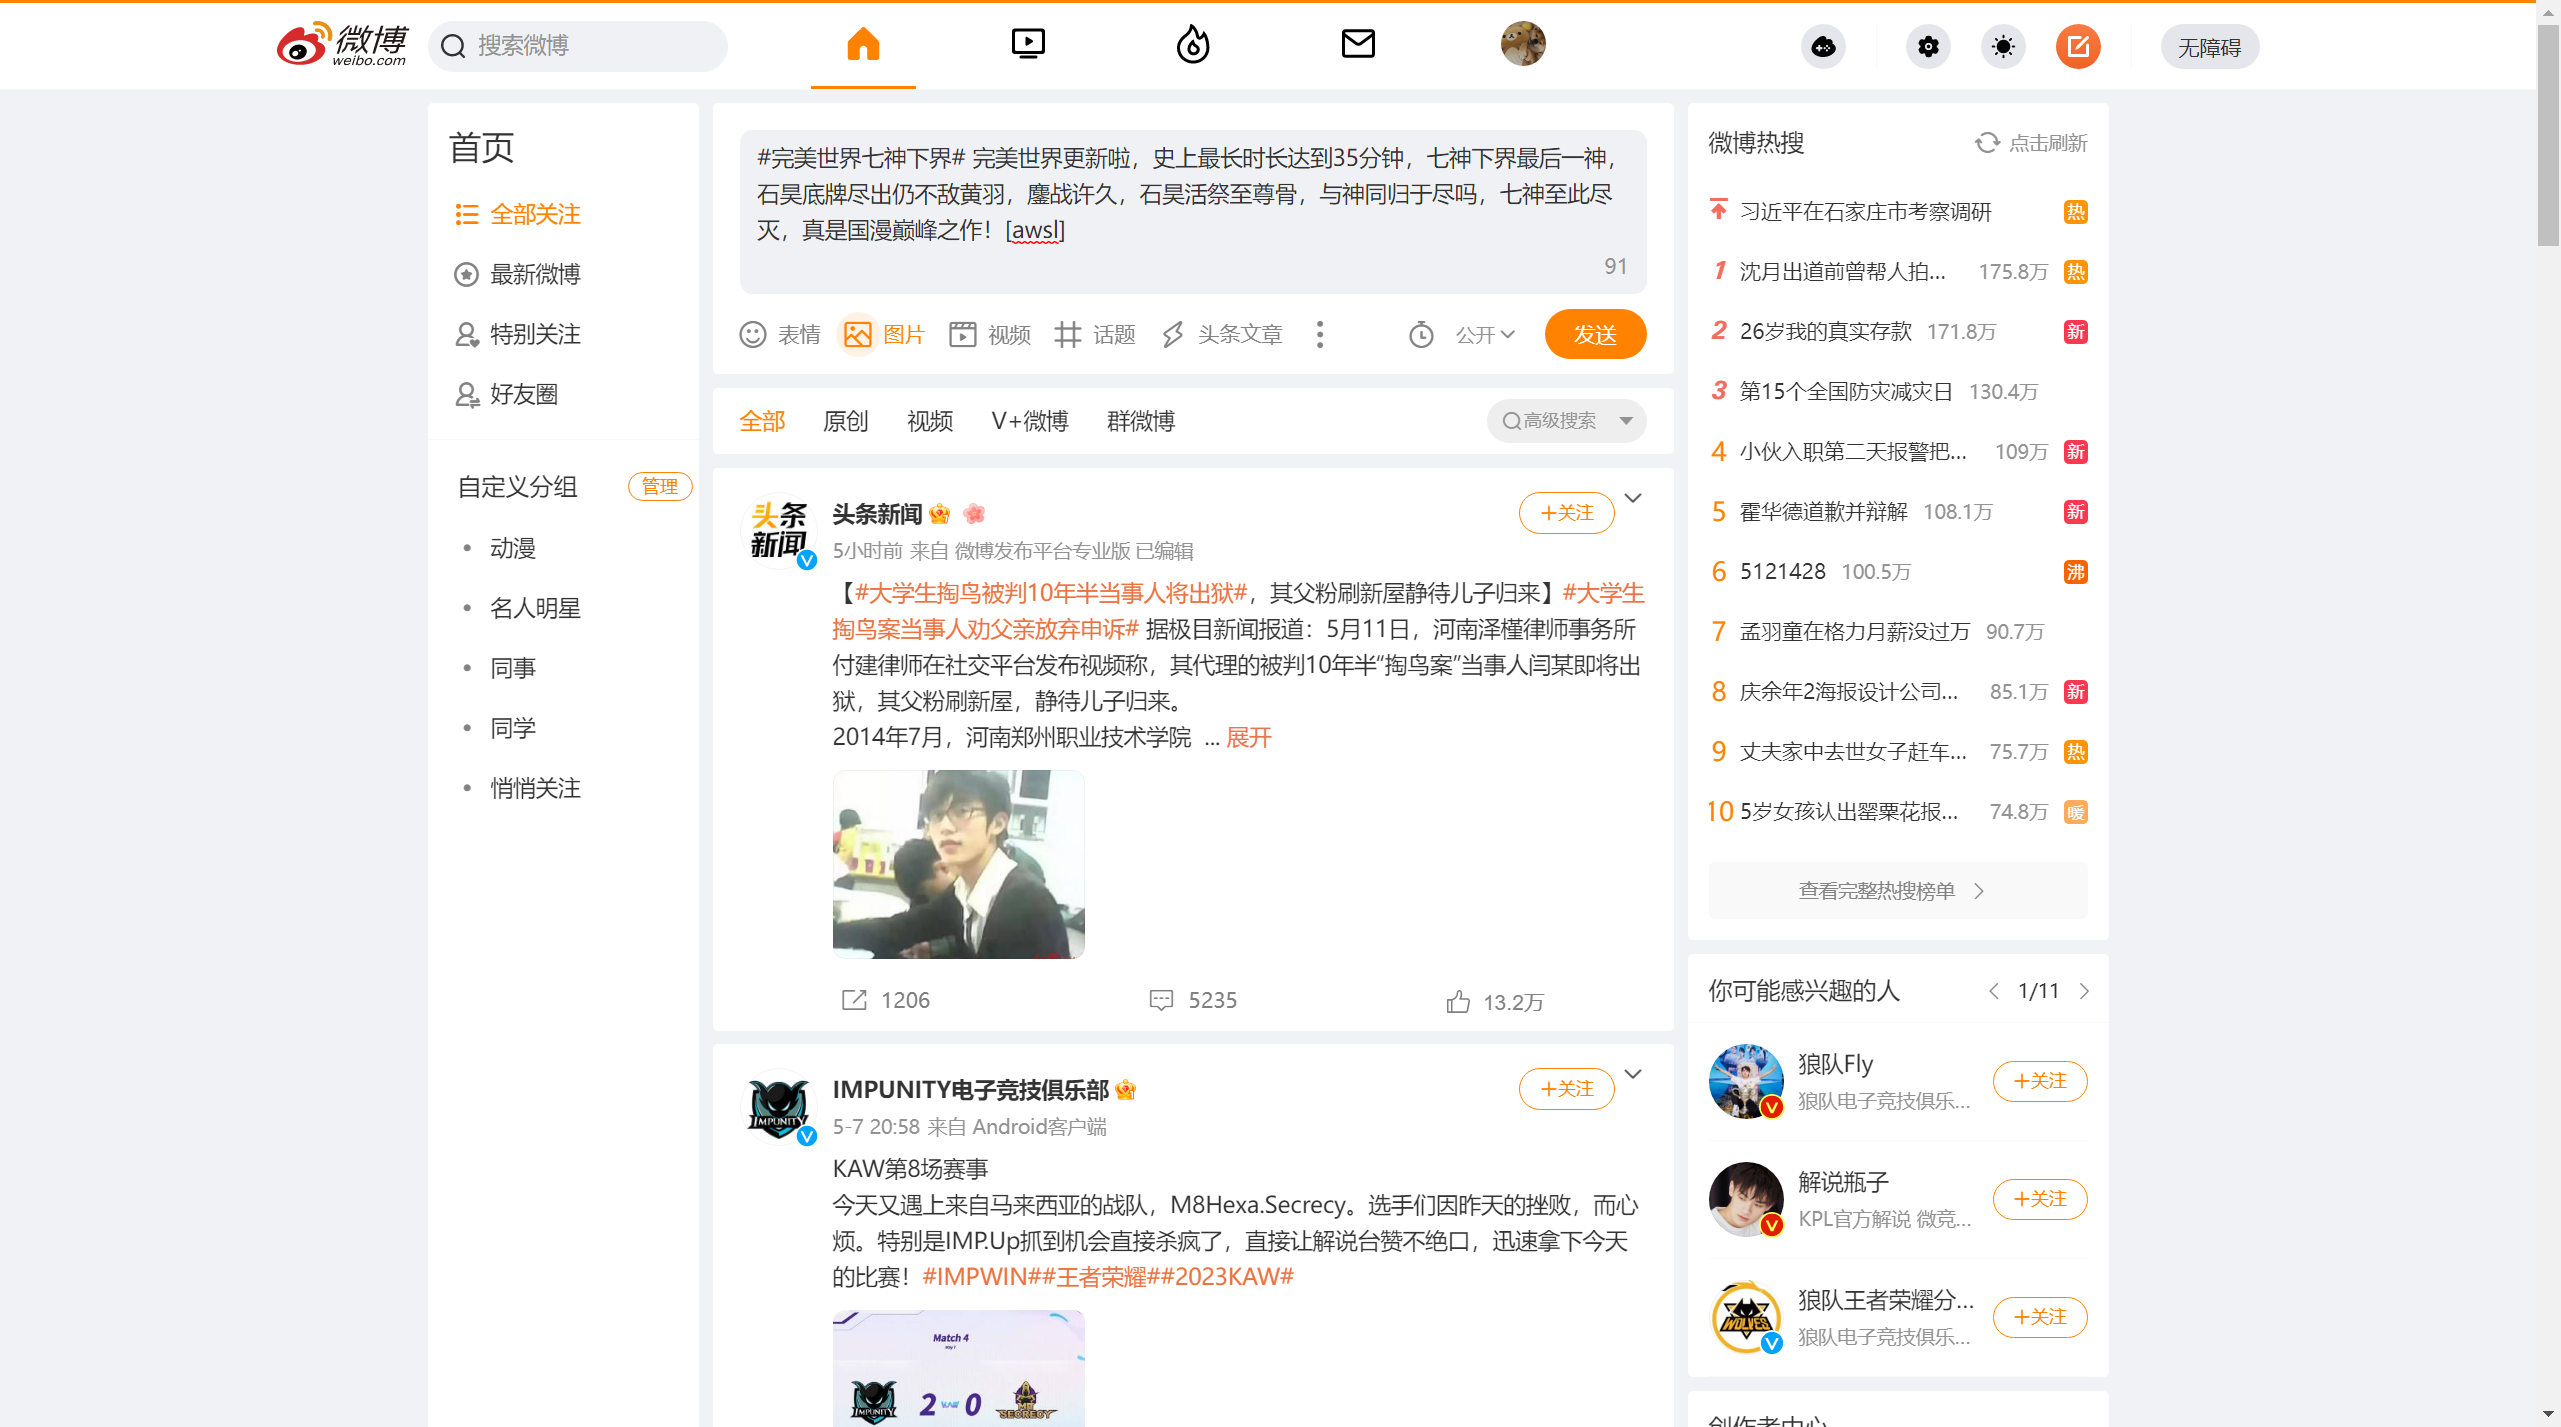 微博
weibo.com
搜索微博
无障碍
首页
全部关注
最新微博
特别关注
好友圈
自定义分组
管理
动漫
名人明星
同事
同学
悄悄关注
#完美世界七神下界# 完美世界更新啦，史上最长时长达到35分钟，七神下界最后一神，
石昊底牌尽出仍不敌黄羽，鏖战许久，石昊活祭至尊骨，与神同归于尽吗，七神至此尽
灭，真是国漫巅峰之作！[awsl]
91
表情
图片
视频
话题
头条文章
公开
发送
全部
原创
视频
V+微博
群微博
高级搜索
头条
新闻
头条新闻
+关注
5小时前 来自 微博发布平台专业版 已编辑
【#大学生掏鸟被判10年半当事人将出狱#，其父粉刷新屋静待儿子归来】#大学生
掏鸟案当事人劝父亲放弃申诉# 据极目新闻报道：5月11日，河南泽槿律师事务所
付建律师在社交平台发布视频称，其代理的被判10年半“掏鸟案”当事人闫某即将出
狱，其父粉刷新屋，静待儿子归来。
2014年7月，河南郑州职业技术学院 ... 展开
1206
5235
13.2万
IMPUNITY
IMPUNITY电子竞技俱乐部
+关注
5-7 20:58 来自 Android客户端
KAW第8场赛事
今天又遇上来自马来西亚的战队，M8Hexa.Secrecy。选手们因昨天的挫败，而心
烦。特别是IMP.Up抓到机会直接杀疯了，直接让解说台赞不绝口，迅速拿下今天
的比赛！#IMPWIN##王者荣耀##2023KAW#
Match 4
IMPUNITY
2 KAW 0
SECRECY
微博热搜
点击刷新
习近平在石家庄市考察调研 热
1 沈月出道前曾帮人拍... 175.8万 热
2 26岁我的真实存款 171.8万 新
3 第15个全国防灾减灾日 130.4万
4 小伙入职第二天报警把... 109万 新
5 霍华德道歉并辩解 108.1万 新
6 5121428 100.5万 沸
7 孟羽童在格力月薪没过万 90.7万
8 庆余年2海报设计公司... 85.1万 新
9 丈夫家中去世女子赶车... 75.7万 热
10 5岁女孩认出罂粟花报... 74.8万 暖
查看完整热搜榜单
你可能感兴趣的人
1/11
狼队Fly
狼队电子竞技俱乐...
+关注
解说瓶子
KPL官方解说 微竞...
+关注
WOLVES
狼队王者荣耀分...
狼队电子竞技俱乐...
+关注
创作者中心